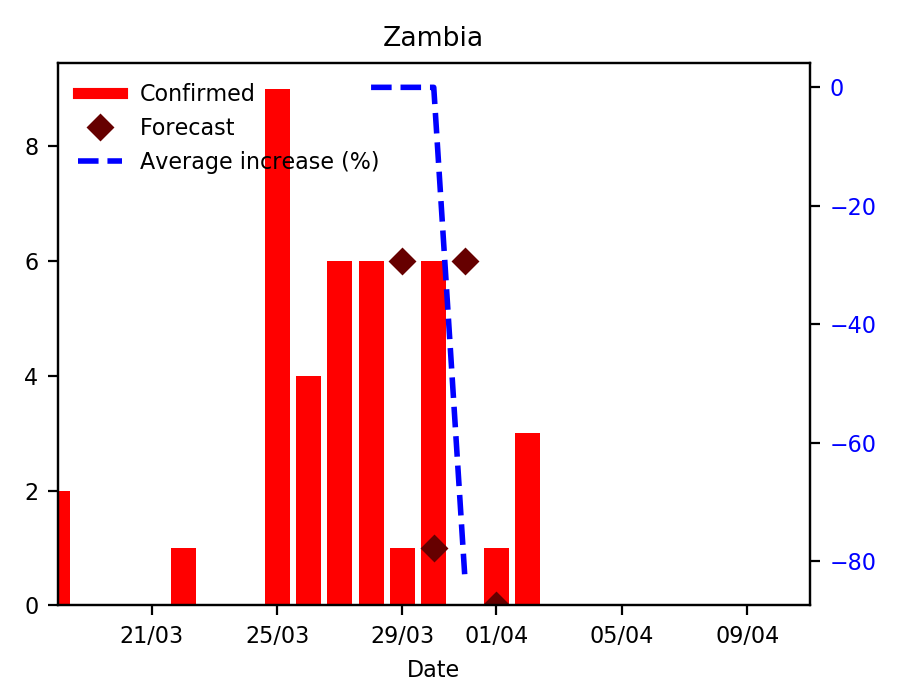 Zambia
Confirmed
Forecast
Average increase (%)
8
6
4
2
0
0
−20
−40
−60
−80
21/03 25/03 29/03 01/04 05/04 09/04
Date